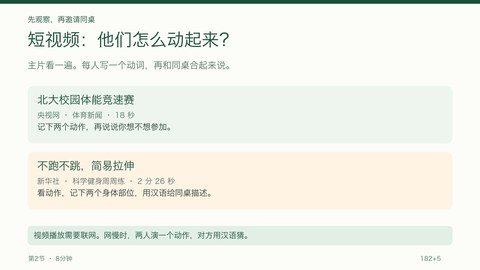 先观察，再邀请同桌
短视频：他们怎么动起来？
主片看一遍。每人写一个动词，再和同桌合起来说。
北大校园体能竞速赛
央视网 · 体育新闻 · 18 秒
记下两个动作，再说说你想不想参加。
不跑不跳，简易拉伸
新华社 · 科学健身周周练 · 2 分 26 秒
看动作，记下两个身体部位，用汉语给同桌描述。
视频播放需要联网。网慢时，两人演一个动作，对方用汉语猜。
第2节 · 8分钟
182+5